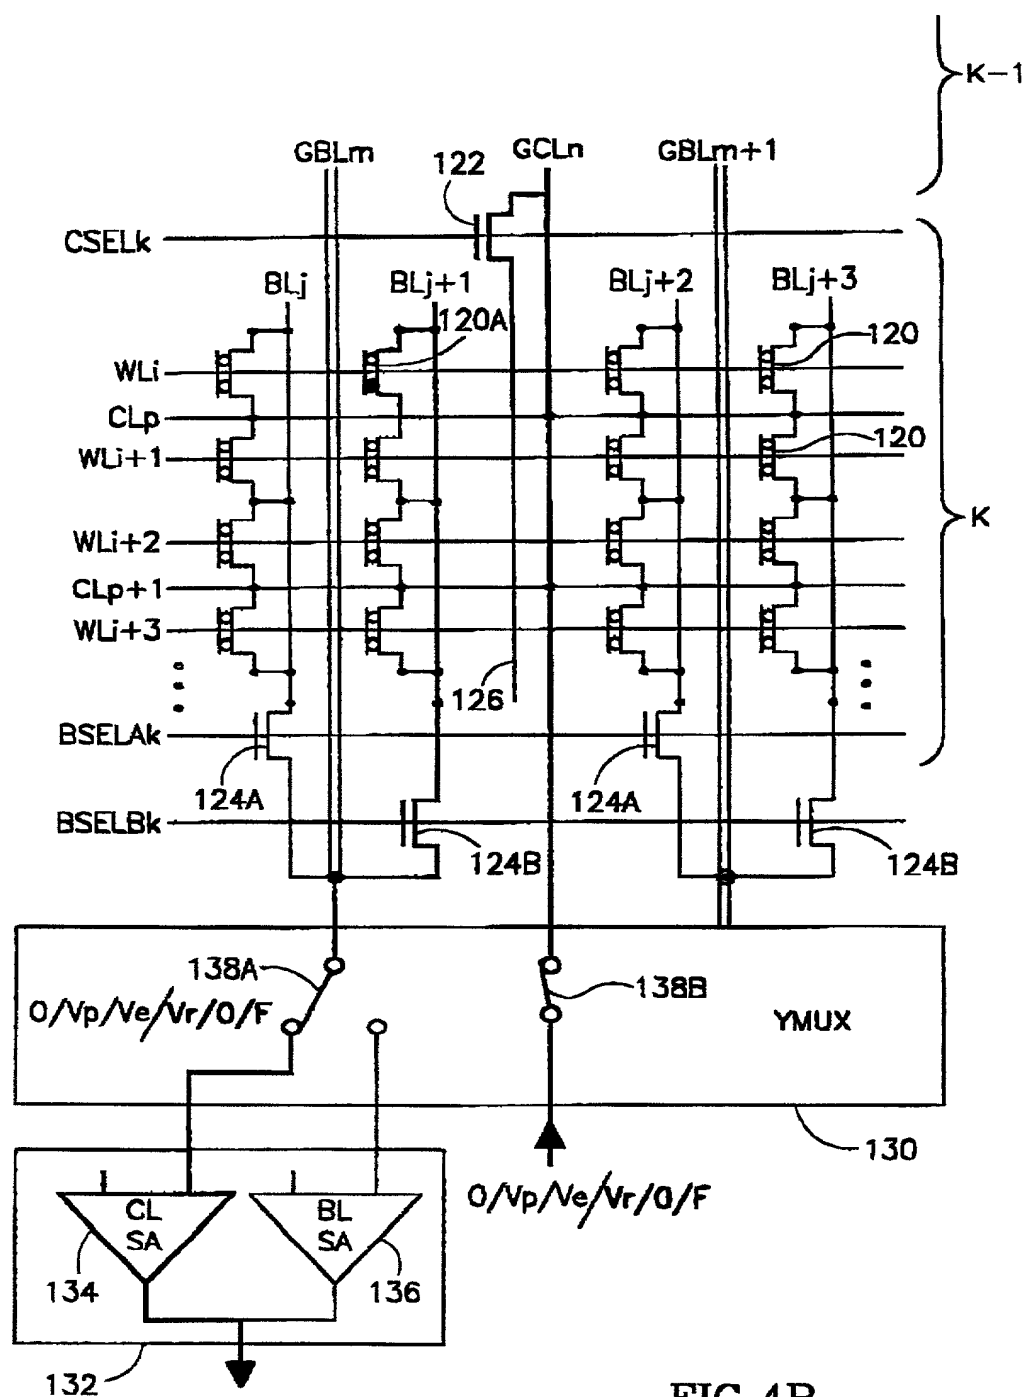 K-1
GBLm
122
GCLn
GBLm+1
CSELk
BLj
BLj+1
BLj+2
BLj+3
120A
120
WLi
CLp
WLi+1
120
WLi+2
K
CLp+1
WLi+3
126
BSELAk
124A
124A
BSELBk
124B
124B
138A
138B
0/Vp/Ve/Vr/0/F
YMUX
130
0/Vp/Ve/Vr/0/F
CL
SA
BL
SA
134
136
132
FIG. 4B